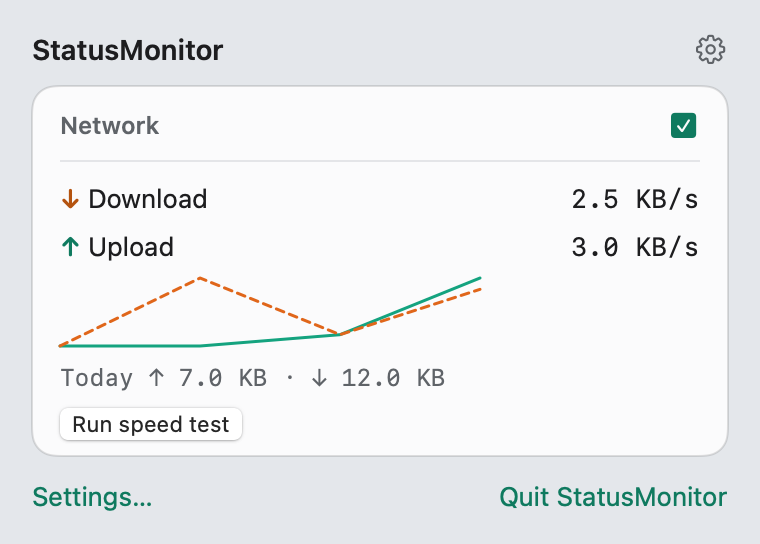 StatusMonitor
Network
↓ Download 2.5 KB/s
↑ Upload 3.0 KB/s
Today ↑ 7.0 KB · ↓ 12.0 KB
Run speed test
Settings... Quit StatusMonitor